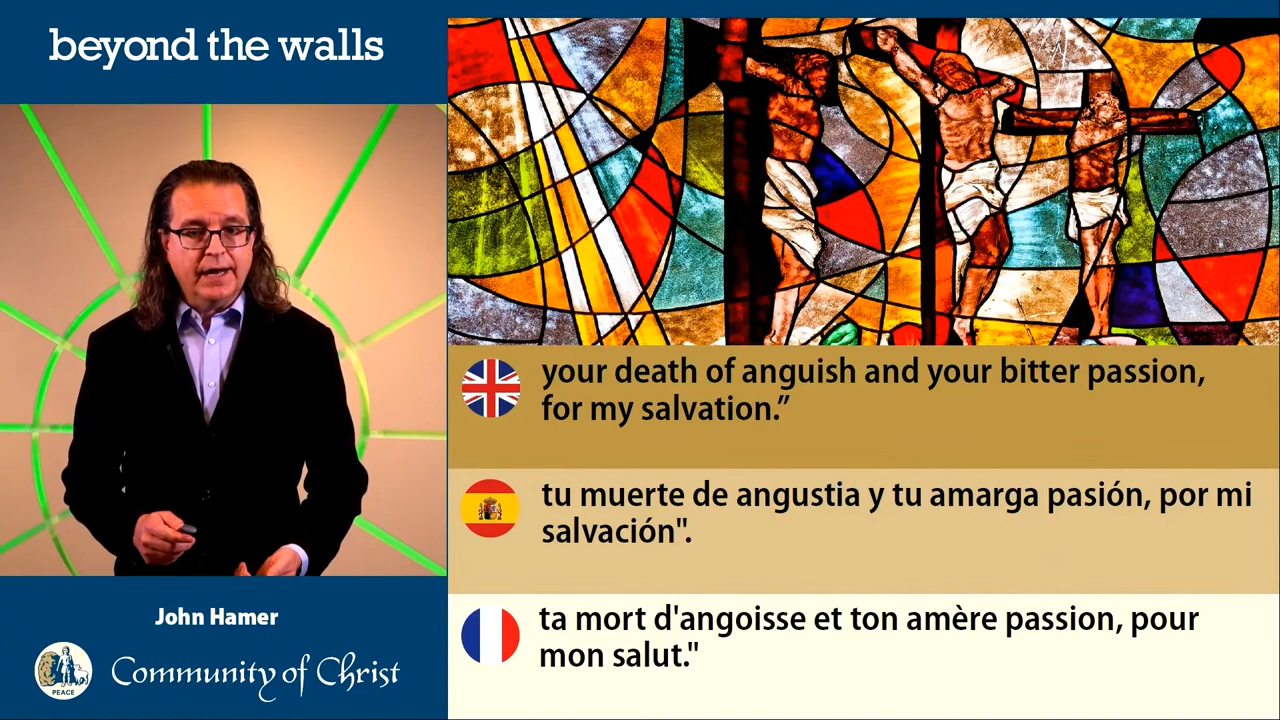 beyond the walls
your death of anguish and your bitter passion,
for my salvation.”
tu muerte de angustia y tu amarga pasión, por mi
salvación".
ta mort d'angoisse et ton amère passion, pour
mon salut."
John Hamer
PEACE
Community of Christ